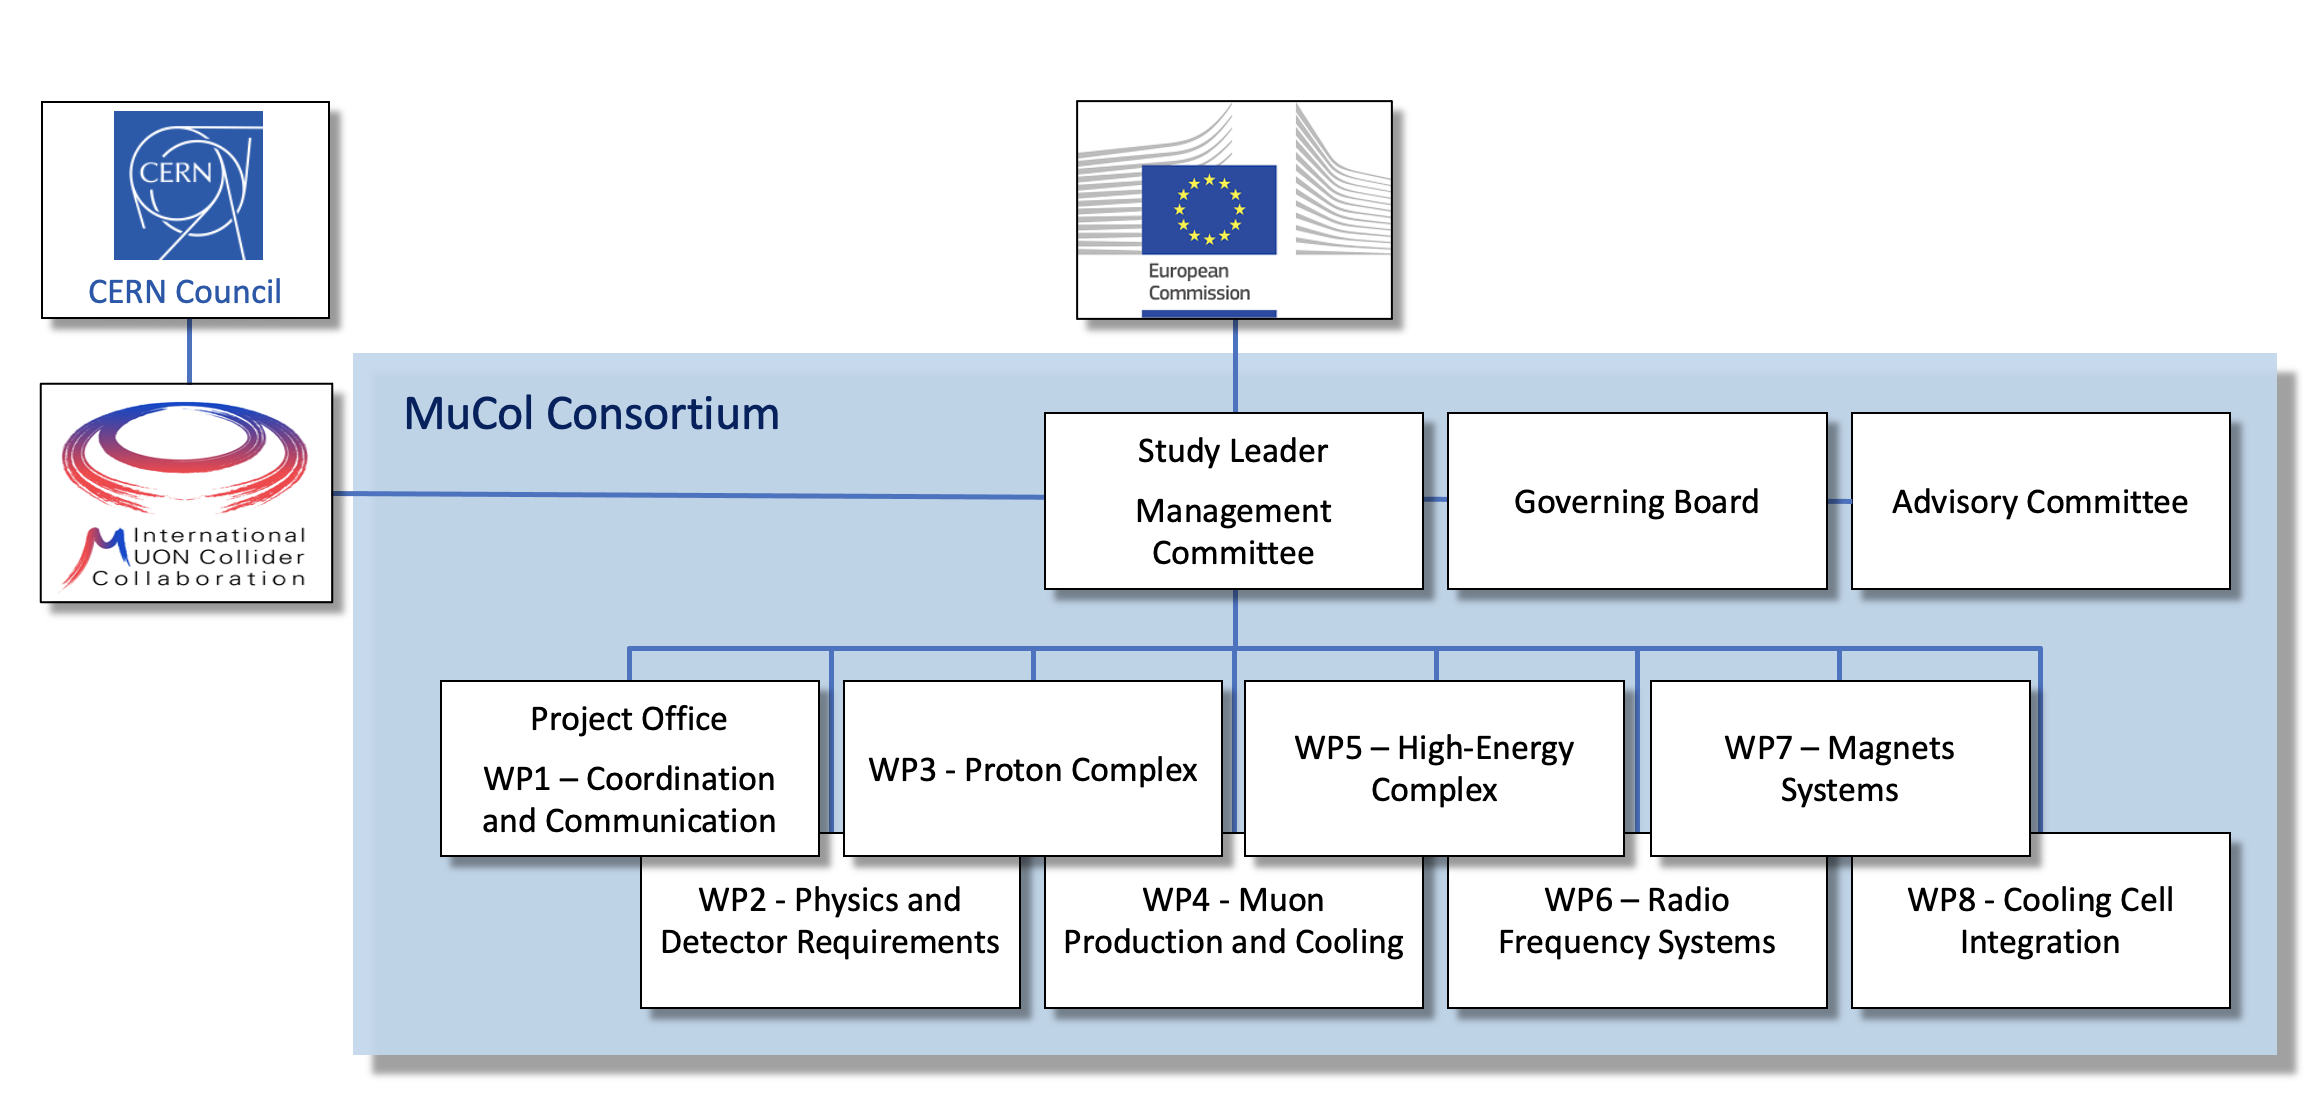 CERN
CERN Council
European
Commission
MuCol Consortium
International
MUON Collider
Collaboration
Study Leader
Management
Committee
Governing Board
Advisory Committee
Project Office
WP1 – Coordination
and Communication
WP3 - Proton Complex
WP5 – High-Energy
Complex
WP7 – Magnets
Systems
WP2 - Physics and
Detector Requirements
WP4 - Muon
Production and Cooling
WP6 – Radio
Frequency Systems
WP8 - Cooling Cell
Integration